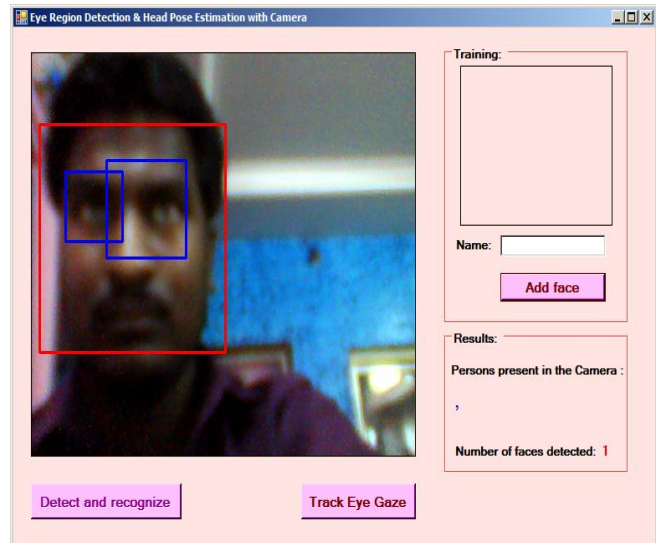 Eye Region Detection & Head Pose Estimation with Camera
Training:
Name:
Add face
Results:
Persons present in the Camera :
,
Number of faces detected: 1
Detect and recognize
Track Eye Gaze